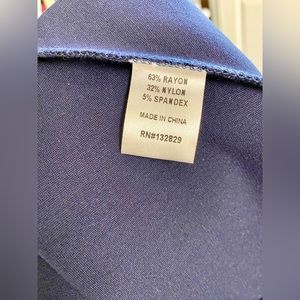 63% RAYON
32% NYLON
5% SPANDEX
MADE IN CHINA
RN#132829